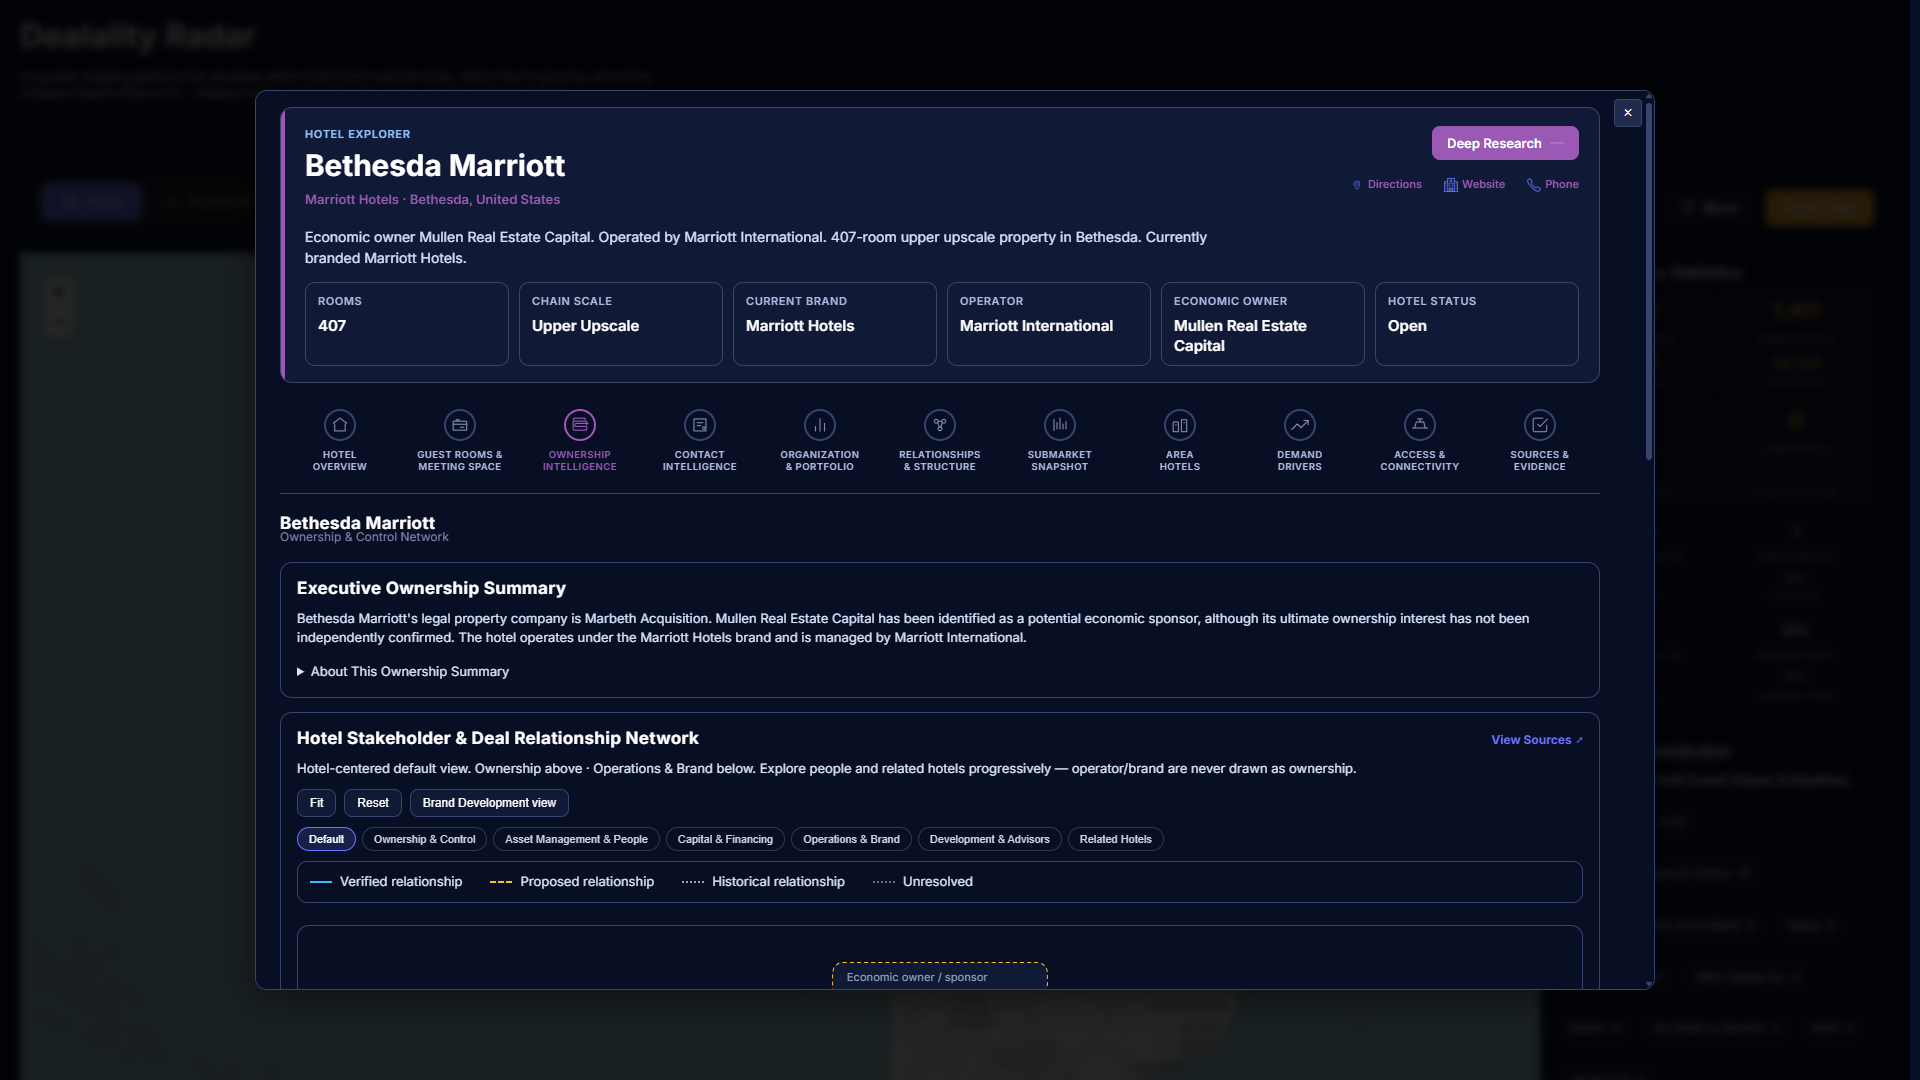 Dealality Radar
HOTEL EXPLORER
Bethesda Marriott
Marriott Hotels · Bethesda, United States
Deep Research —
Directions
Website
Phone
Economic owner Mullen Real Estate Capital. Operated by Marriott International. 407-room upper upscale property in Bethesda. Currently
branded Marriott Hotels.
ROOMS
407
CHAIN SCALE
Upper Upscale
CURRENT BRAND
Marriott Hotels
OPERATOR
Marriott International
ECONOMIC OWNER
Mullen Real Estate
Capital
HOTEL STATUS
Open
HOTEL
OVERVIEW
GUEST ROOMS &
MEETING SPACE
OWNERSHIP
INTELLIGENCE
CONTACT
INTELLIGENCE
ORGANIZATION
& PORTFOLIO
RELATIONSHIPS
& STRUCTURE
SUBMARKET
SNAPSHOT
AREA
HOTELS
DEMAND
DRIVERS
ACCESS &
CONNECTIVITY
SOURCES &
EVIDENCE
Bethesda Marriott
Ownership & Control Network
Executive Ownership Summary
Bethesda Marriott's legal property company is Marbeth Acquisition. Mullen Real Estate Capital has been identified as a potential economic sponsor, although its ultimate ownership interest has not been
independently confirmed. The hotel operates under the Marriott Hotels brand and is managed by Marriott International.
▶ About This Ownership Summary
Hotel Stakeholder & Deal Relationship Network
View Sources ↗
Hotel-centered default view. Ownership above · Operations & Brand below. Explore people and related hotels progressively — operator/brand are never drawn as ownership.
Fit
Reset
Brand Development view
Default
Ownership & Control
Asset Management & People
Capital & Financing
Operations & Brand
Development & Advisors
Related Hotels
Verified relationship
Proposed relationship
Historical relationship
Unresolved
Economic owner / sponsor